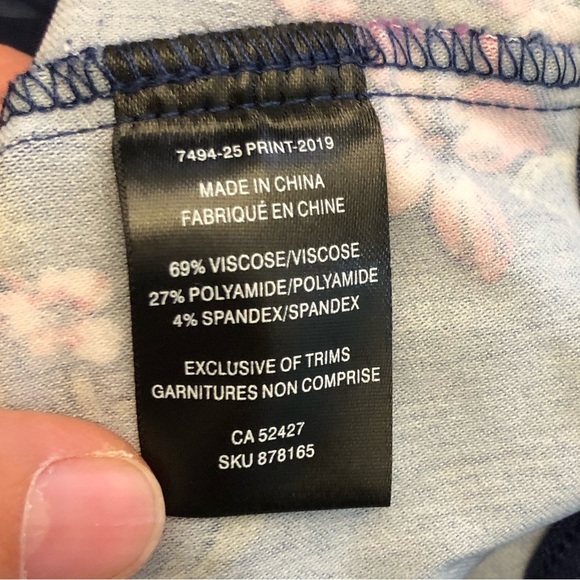 7494-25 PRINT-2019
MADE IN CHINA
FABRIQUÉ EN CHINE
69% VISCOSE/VISCOSE
27% POLYAMIDE/POLYAMIDE
4% SPANDEX/SPANDEX
EXCLUSIVE OF TRIMS
GARNITURES NON COMPRISE
CA 52427
SKU 878165